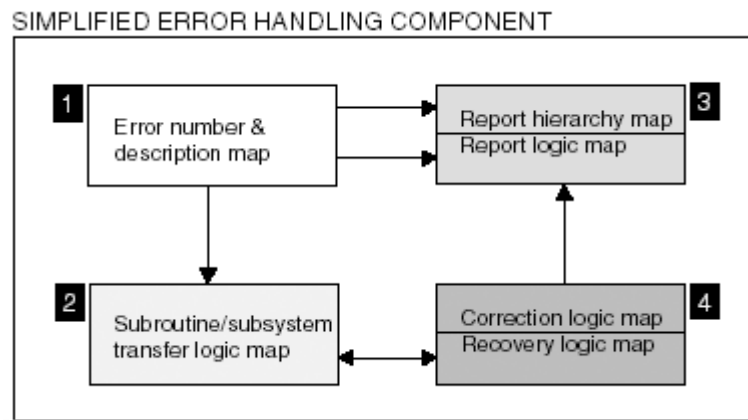 SIMPLIFIED ERROR HANDLING COMPONENT
1
Error number &
description map
3
Report hierarchy map
Report logic map
2
Subroutine/subsystem
transfer logic map
4
Correction logic map
Recovery logic map